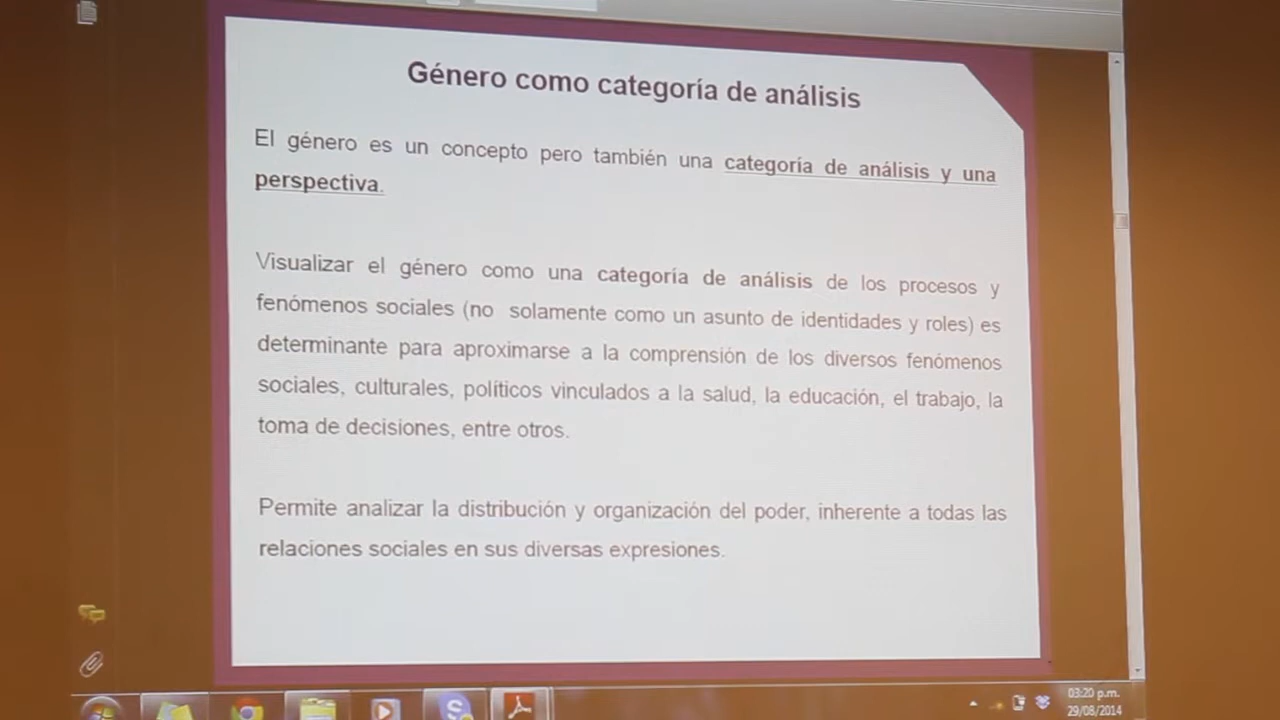 Género como categoría de análisis
El género es un concepto pero también una categoría de análisis y una
perspectiva.
Visualizar el género como una categoría de análisis de los procesos y
fenómenos sociales (no solamente como un asunto de identidades y roles) es
determinante para aproximarse a la comprensión de los diversos fenómenos
sociales, culturales, políticos vinculados a la salud, la educación, el trabajo, la
toma de decisiones, entre otros.
Permite analizar la distribución y organización del poder, inherente a todas las
relaciones sociales en sus diversas expresiones.
03:20 p.m.
29/08/2014